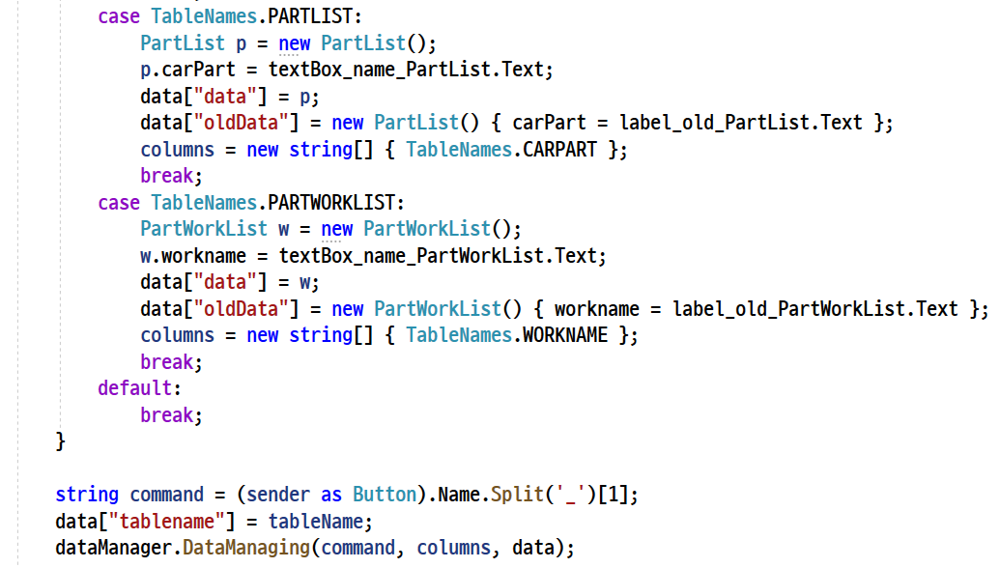 case TableNames.PARTLIST:
PartList p = new PartList();
p.carPart = textBox_name_PartList.Text;
data["data"] = p;
data["oldData"] = new PartList() { carPart = label_old_PartList.Text };
columns = new string[] { TableNames.CARPART };
break;
case TableNames.PARTWORKLIST:
PartWorkList w = new PartWorkList();
w.workname = textBox_name_PartWorkList.Text;
data["data"] = w;
data["oldData"] = new PartWorkList() { workname = label_old_PartWorkList.Text };
columns = new string[] { TableNames.WORKNAME };
break;
default:
break;
}
string command = (sender as Button).Name.Split('_')[1];
data["tablename"] = tableName;
dataManager.DataManaging(command, columns, data);